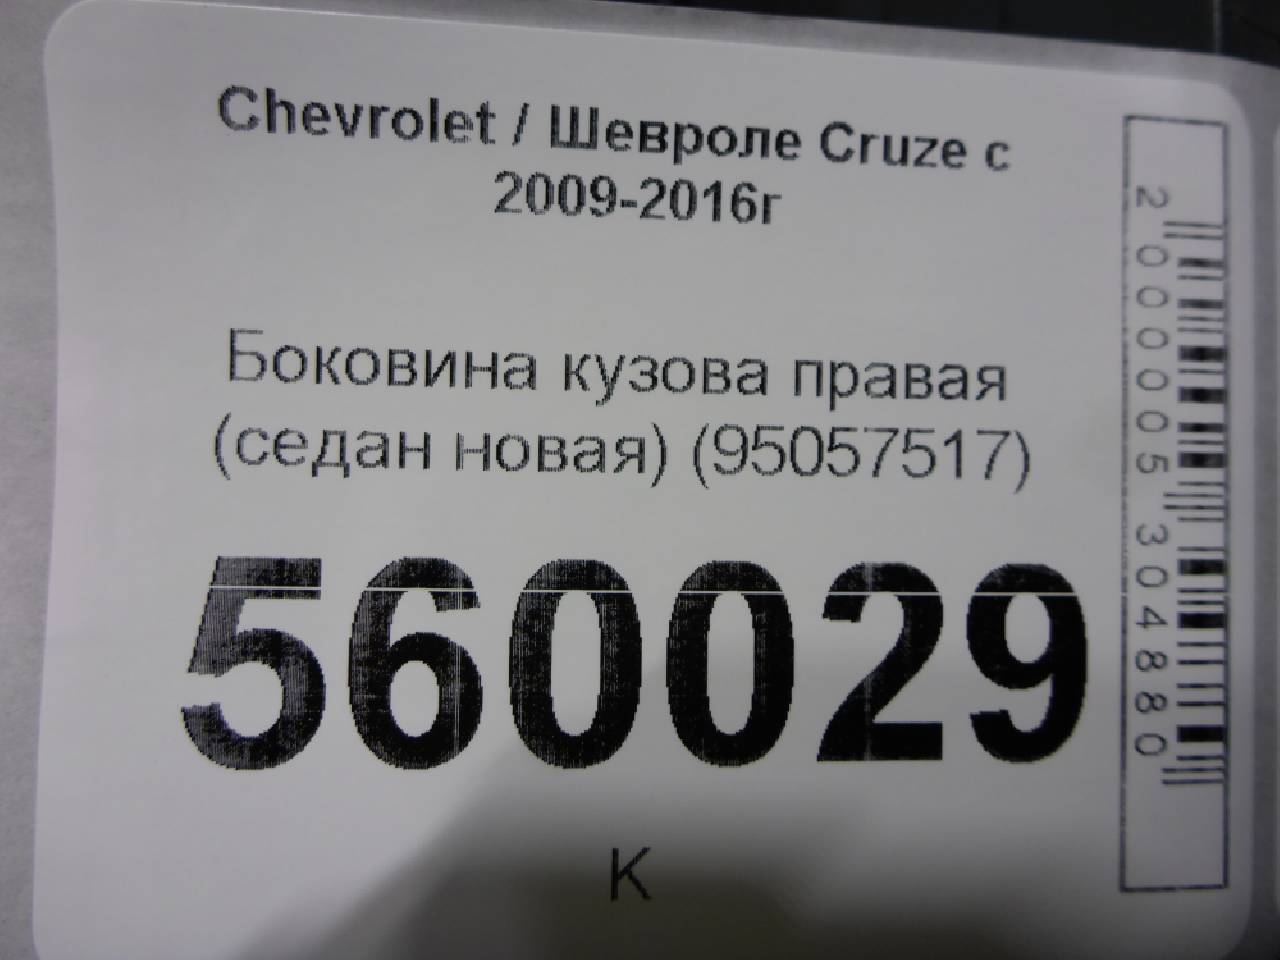 Chevrolet / Шевроле Cruze с
2009-2016г
Боковина кузова правая
(седан новая) (95057517)
560029
К
2000005304880